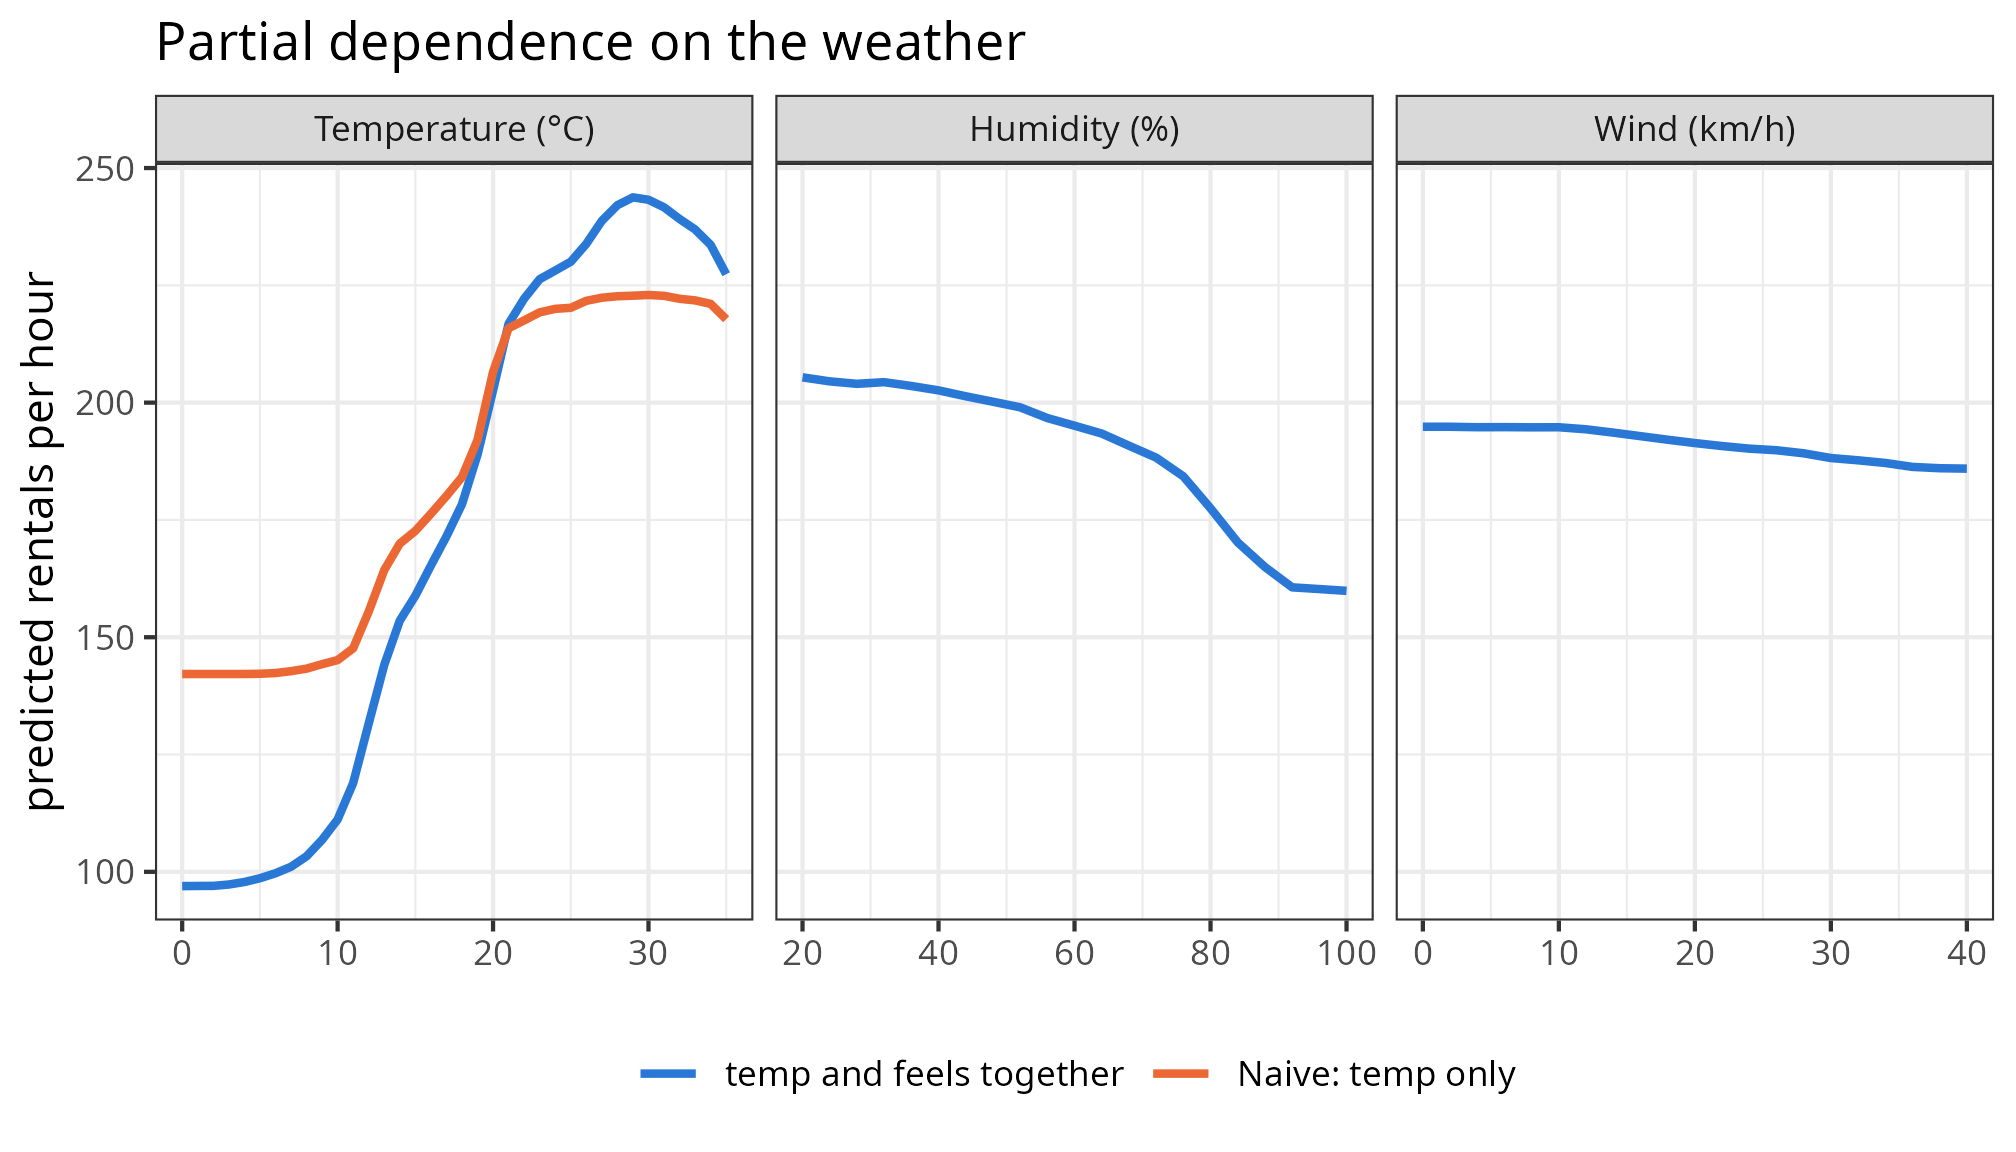 Partial dependence on the weather
Temperature (°C)
Humidity (%)
Wind (km/h)
predicted rentals per hour
250
200
150
100
0 10 20 30
20 40 60 80 100
0 10 20 30 40
temp and feels together
Naive: temp only